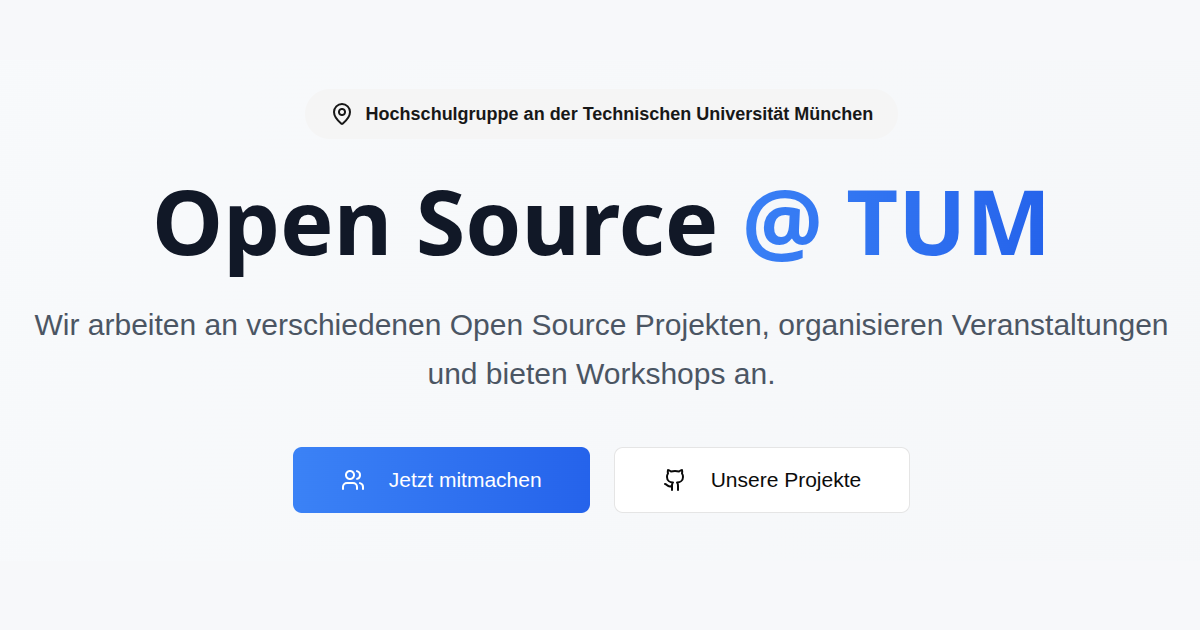 Hochschulgruppe an der Technischen Universität München
Open Source @ TUM
Wir arbeiten an verschiedenen Open Source Projekten, organisieren Veranstaltungen
und bieten Workshops an.
Jetzt mitmachen
Unsere Projekte